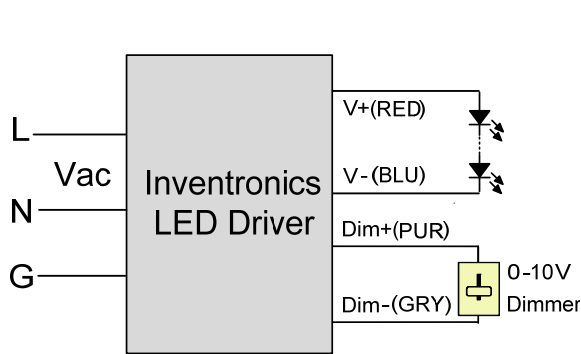 L
Vac
N
G
Inventronics
LED Driver
V+(RED)
V-(BLU)
Dim+(PUR)
Dim-(GRY)
0-10V
Dimmer